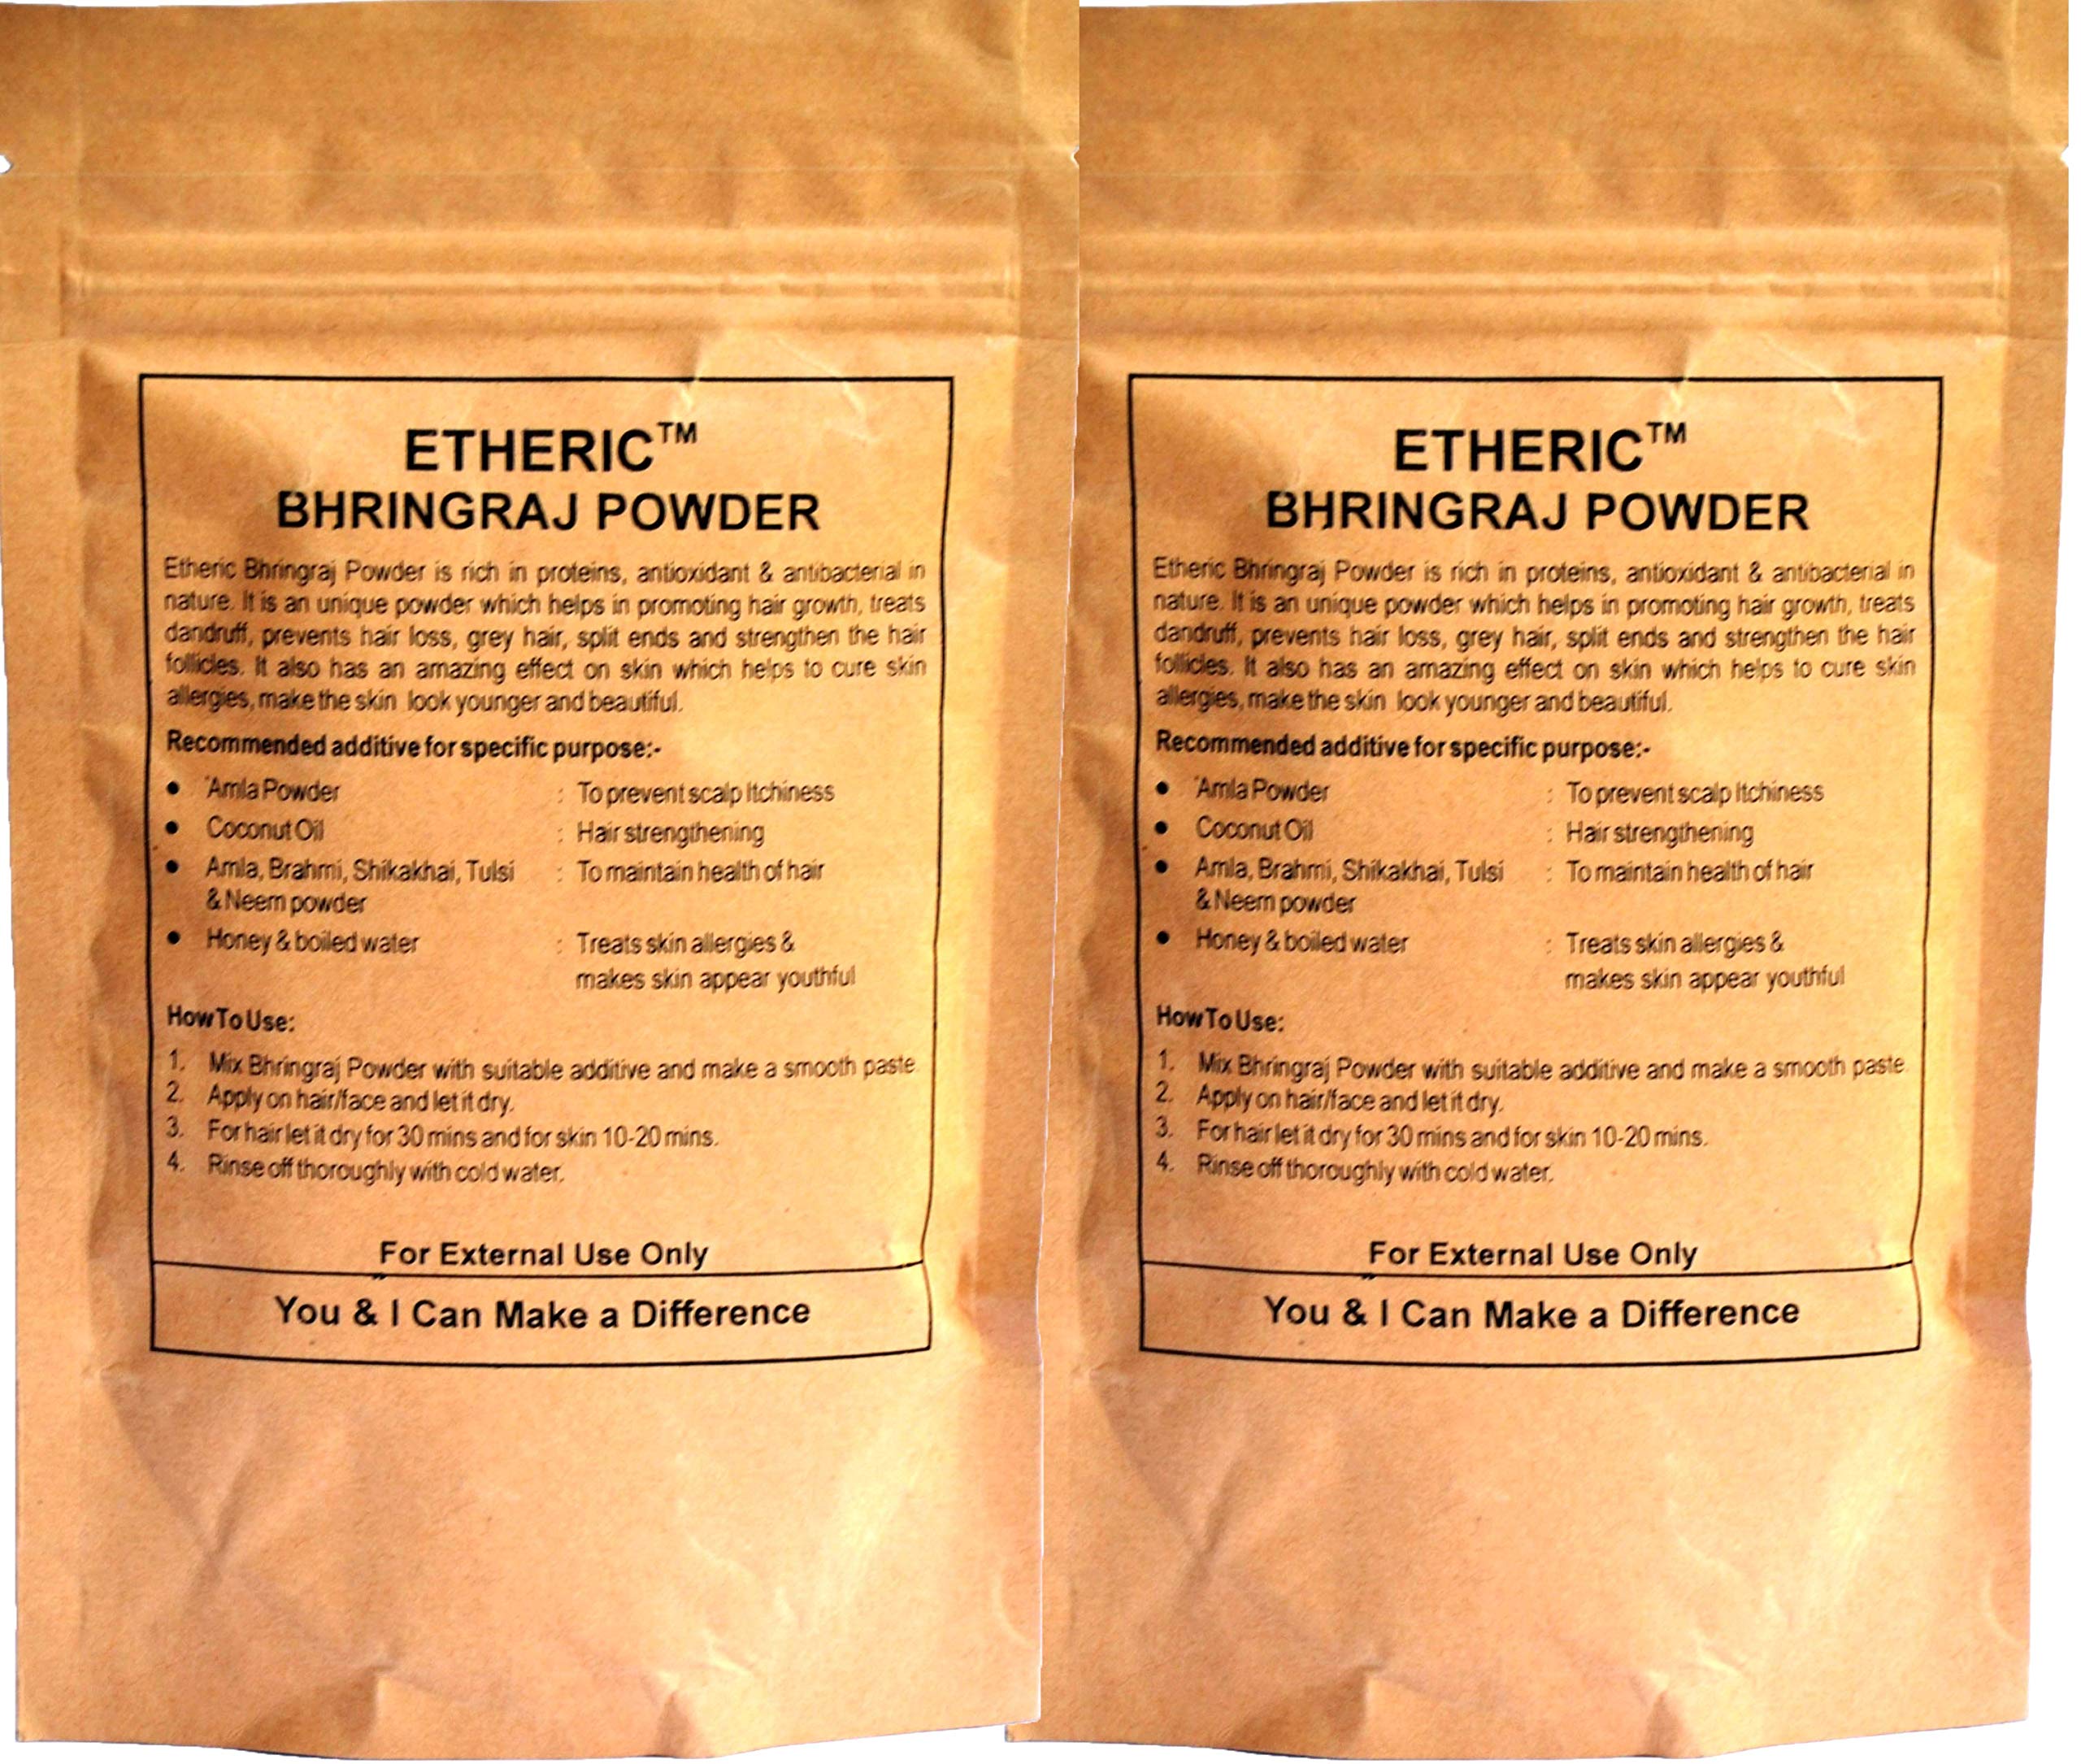 ETHERIC™
BHRINGRAJ POWDER
Etheric Bhringraj Powder is rich in proteins, antioxidant & antibacterial in
nature. It is an unique powder which helps in promoting hair growth, treats
dandruff, prevents hair loss, grey hair, split ends and strengthen the hair
follicles. It also has an amazing effect on skin which helps to cure skin
allergies, make the skin look younger and beautiful.
Recommended additive for specific purpose:-
● Amla Powder : To prevent scalp Itchiness
● Coconut Oil : Hair strengthening
● Amla, Brahmi, Shikakhai, Tulsi : To maintain health of hair
& Neem powder
● Honey & boiled water : Treats skin allergies &
makes skin appear youthful
How To Use:
1. Mix Bhringraj Powder with suitable additive and make a smooth paste.
2. Apply on hair/face and let it dry.
3. For hair let it dry for 30 mins and for skin 10-20 mins.
4. Rinse off thoroughly with cold water.
For External Use Only
You & I Can Make a Difference
ETHERIC™
BHRINGRAJ POWDER
Etheric Bhringraj Powder is rich in proteins, antioxidant & antibacterial in
nature. It is an unique powder which helps in promoting hair growth, treats
dandruff, prevents hair loss, grey hair, split ends and strengthen the hair
follicles. It also has an amazing effect on skin which helps to cure skin
allergies, make the skin look younger and beautiful.
Recommended additive for specific purpose:-
● Amla Powder : To prevent scalp Itchiness
● Coconut Oil : Hair strengthening
● Amla, Brahmi, Shikakhai, Tulsi : To maintain health of hair
& Neem powder
● Honey & boiled water : Treats skin allergies &
makes skin appear youthful
How To Use:
1. Mix Bhringraj Powder with suitable additive and make a smooth paste.
2. Apply on hair/face and let it dry.
3. For hair let it dry for 30 mins and for skin 10-20 mins.
4. Rinse off thoroughly with cold water.
For External Use Only
You & I Can Make a Difference